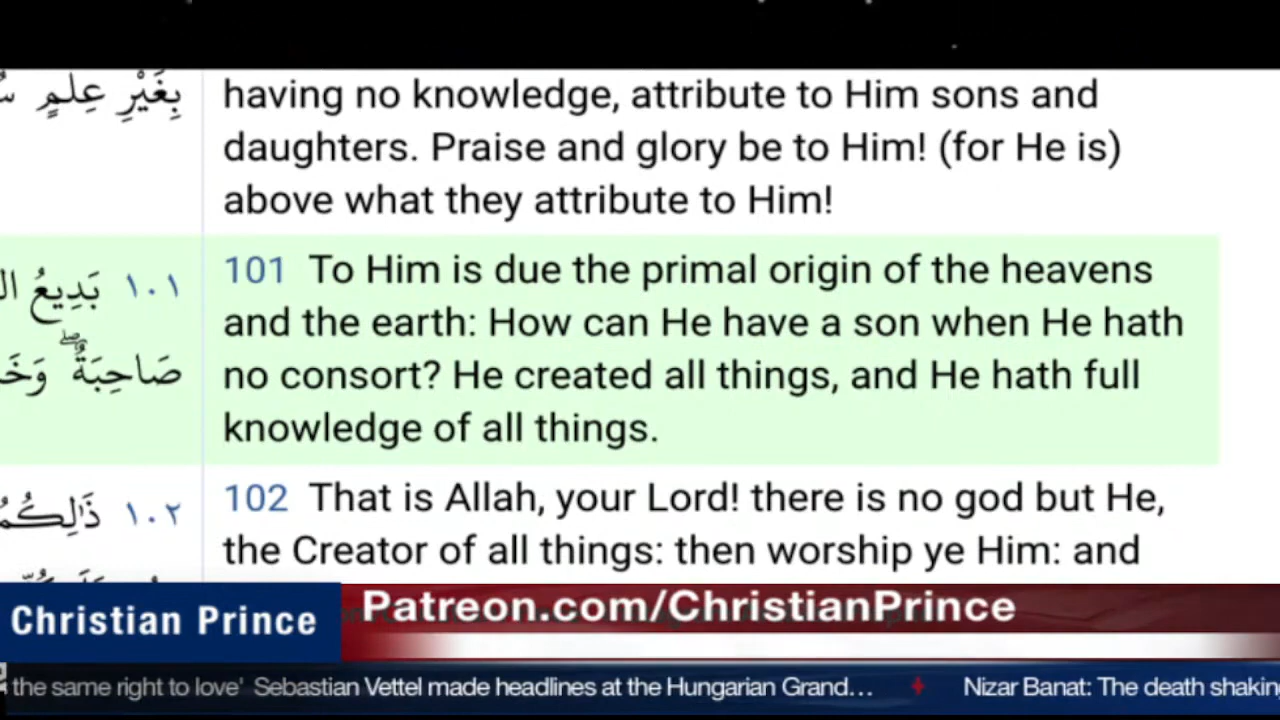 having no knowledge, attribute to Him sons and
daughters. Praise and glory be to Him! (for He is)
above what they attribute to Him!
بِغَيْرِ عِلْمٍ
101 To Him is due the primal origin of the heavens
and the earth: How can He have a son when He hath
no consort? He created all things, and He hath full
knowledge of all things.
١٠١ بَدِيعُ
صَاحِبَةٌ ۖ
102 That is Allah, your Lord! there is no god but He,
the Creator of all things: then worship ye Him: and
١٠٢
Christian Prince
Patreon.com/ChristianPrince
the same right to love' Sebastian Vettel made headlines at the Hungarian Grand… Nizar Banat: The death shaking